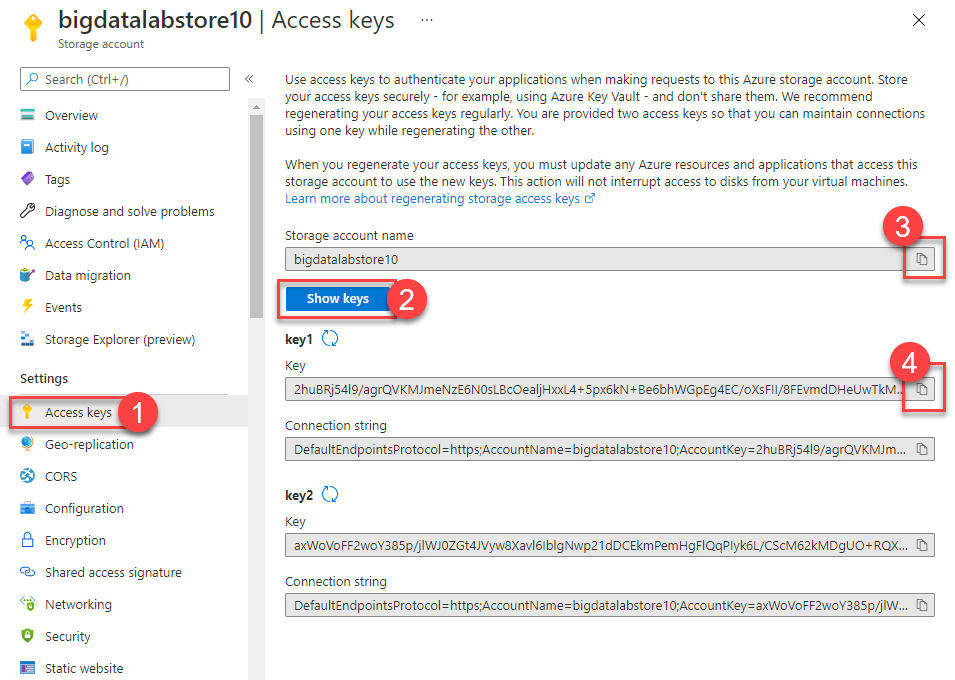 bigdatalabstore10 | Access keys ...
Storage account
Search (Ctrl+/)
«
Overview
Activity log
Tags
Diagnose and solve problems
Access Control (IAM)
Data migration
Events
Storage Explorer (preview)
Settings
Access keys
1
Geo-replication
CORS
Configuration
Encryption
Shared access signature
Networking
Security
Static website
Use access keys to authenticate your applications when making requests to this Azure storage account. Store
your access keys securely - for example, using Azure Key Vault - and don't share them. We recommend
regenerating your access keys regularly. You are provided two access keys so that you can maintain connections
using one key while regenerating the other.
When you regenerate your access keys, you must update any Azure resources and applications that access this
storage account to use the new keys. This action will not interrupt access to disks from your virtual machines.
Learn more about regenerating storage access keys
3
Storage account name
bigdatalabstore10
Show keys
2
key1
4
Key
2huBRj54l9/agrQVKMJmeNzE6N0sLBcOealjHxxL4+5px6kN+Be6bhWGpEg4EC/oXsFII/8FEvmdDHeUwTkM...
Connection string
DefaultEndpointsProtocol=https;AccountName=bigdatalabstore10;AccountKey=2huBRj54l9/agrQVKMJm...
key2
Key
axWoVoFF2woY385p/jlWJ0ZGt4JVyw8Xavl6IblgNwp21dDCEkmPemHgFlQqPIyk6L/CScM62kMDgUO+RQX...
Connection string
DefaultEndpointsProtocol=https;AccountName=bigdatalabstore10;AccountKey=axWoVoFF2woY385p/jlW...